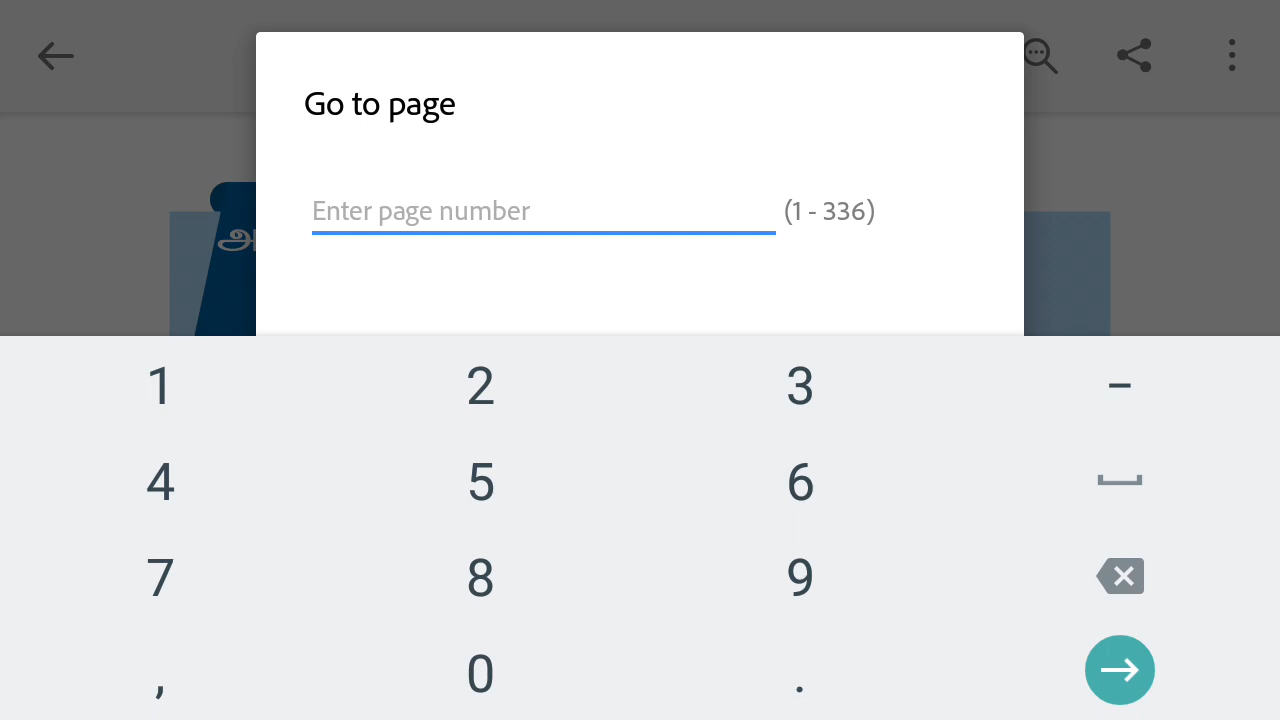 Go to page
Enter page number (1 - 336)
1 2 3 -
4 5 6
7 8 9
, 0 .